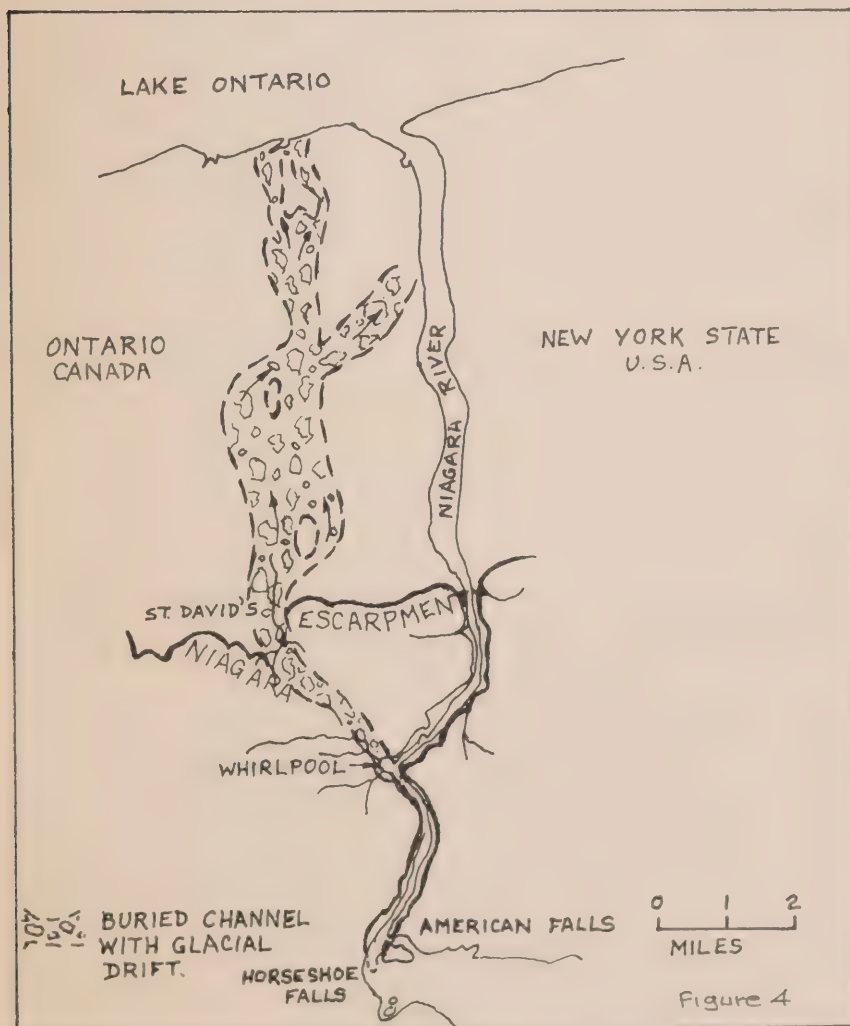 LAKE ONTARIO
ONTARIO
CANADA
NEW YORK STATE
U.S.A.
NIAGARA RIVER
ST. DAVID'S
NIAGARA ESCARPMENT
WHIRLPOOL
BURIED CHANNEL
WITH GLACIAL
DRIFT.
AMERICAN FALLS
HORSESHOE
FALLS
0 1 2
MILES
Figure 4